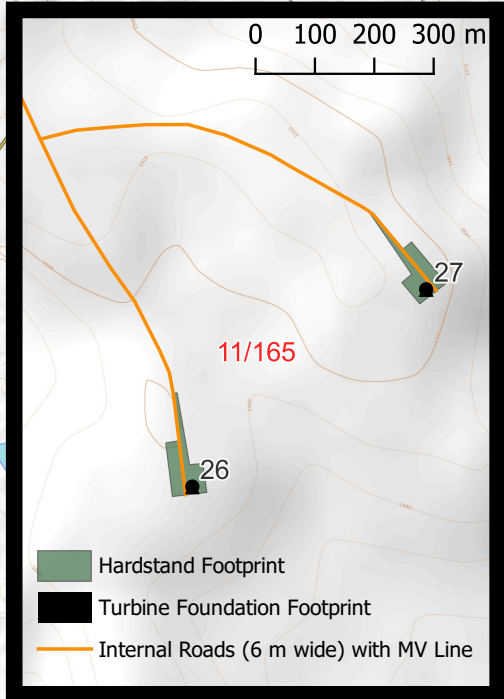 0 100 200 300 m
27
11/165
26
Hardstand Footprint
Turbine Foundation Footprint
Internal Roads (6 m wide) with MV Line